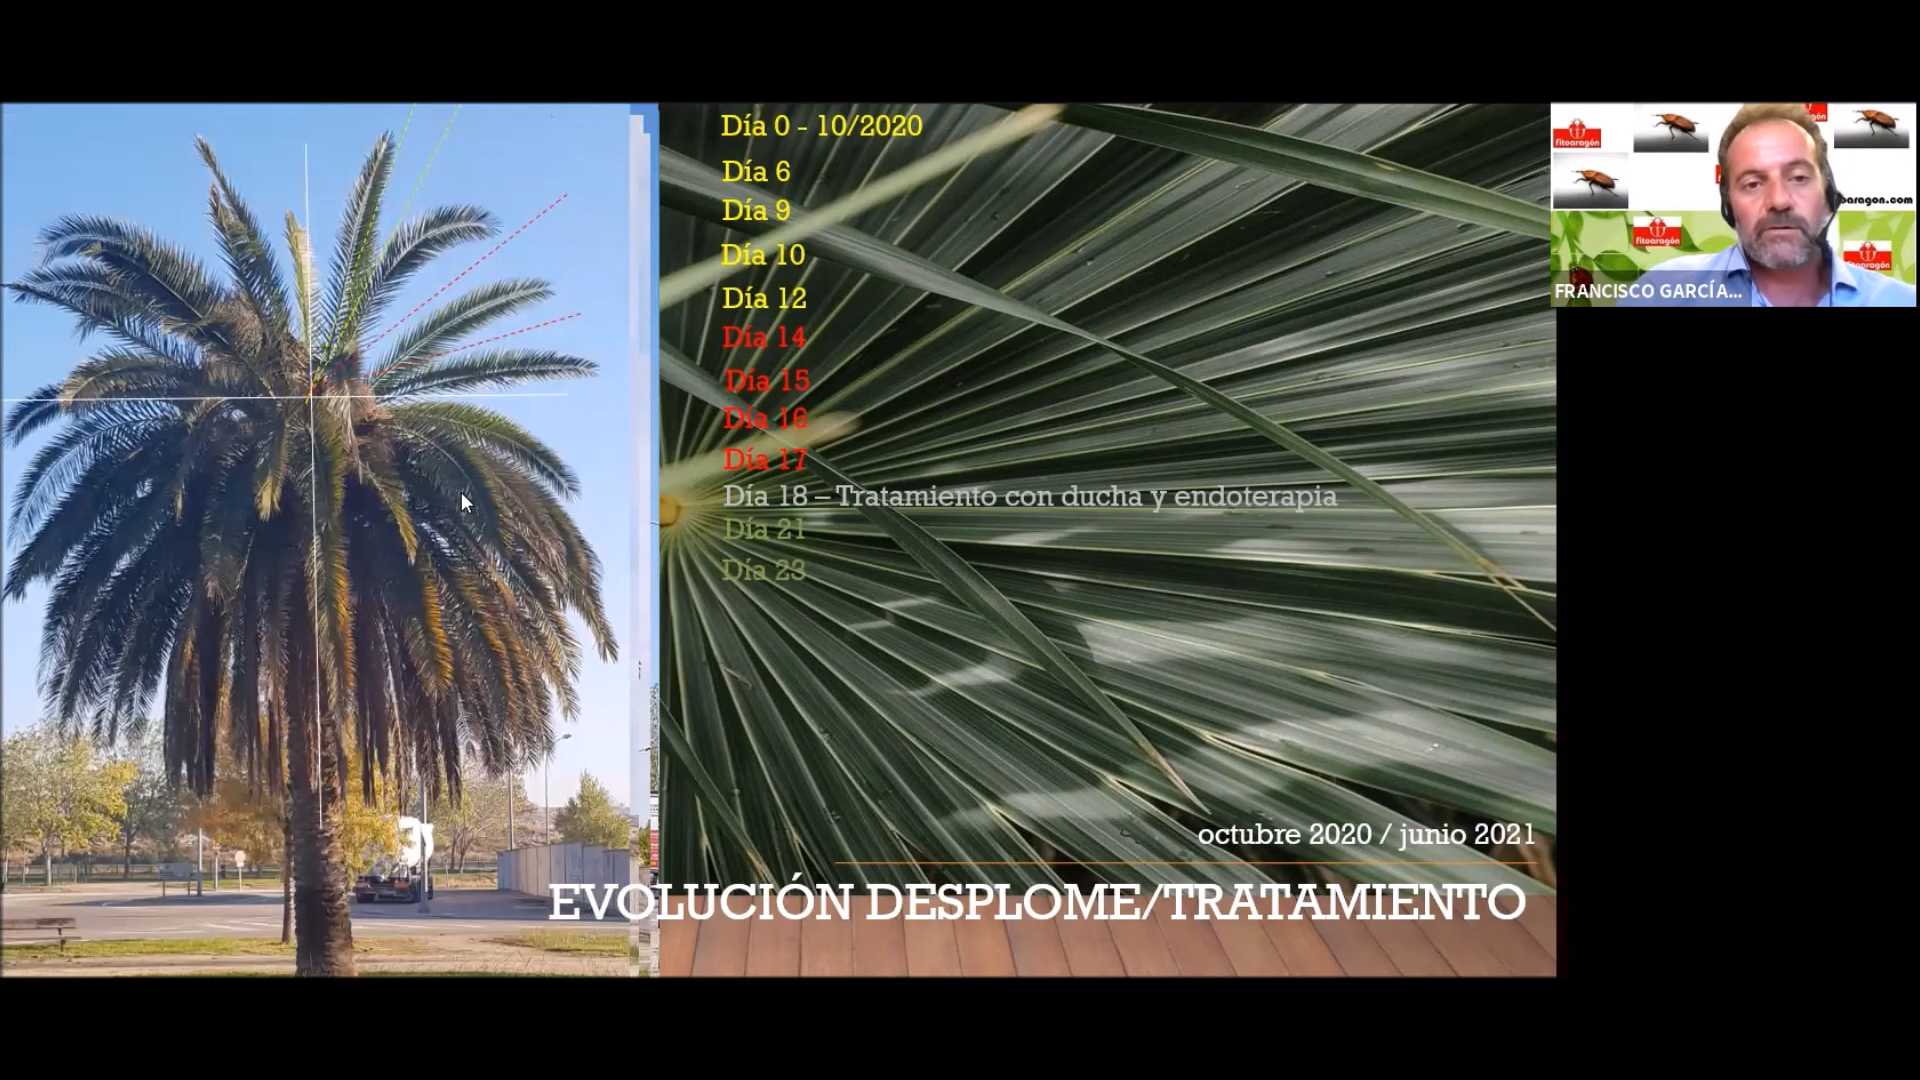 Día 0 - 10/2020
Día 6
Día 9
Día 10
Día 12
Día 14
Día 15
Día 16
Día 17
Día 18 – Tratamiento con ducha y endoterapia
Día 21
Día 23
octubre 2020 / junio 2021
EVOLUCIÓN DESPLOME/TRATAMIENTO
fitoaragón
baragon.com
fitoaragón
fitoaragón
FRANCISCO GARCÍA...